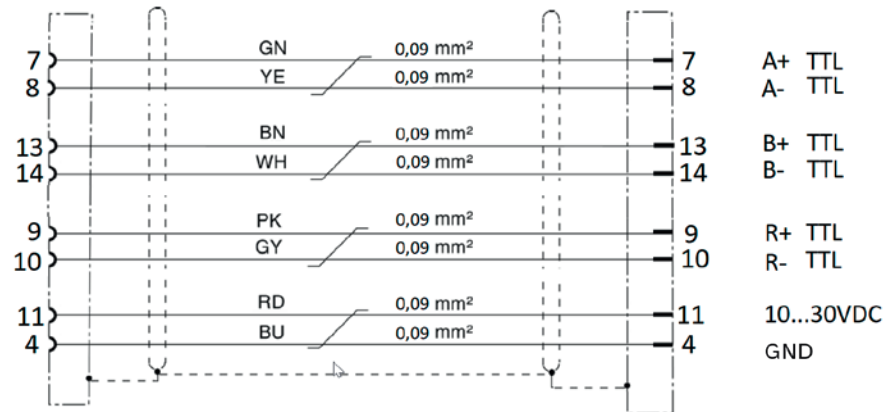 7 GN 0,09 mm² 7 A+ TTL
8 YE 0,09 mm² 8 A- TTL
13 BN 0,09 mm² 13 B+ TTL
14 WH 0,09 mm² 14 B- TTL
9 PK 0,09 mm² 9 R+ TTL
10 GY 0,09 mm² 10 R- TTL
11 RD 0,09 mm² 11 10...30VDC
4 BU 0,09 mm² 4 GND